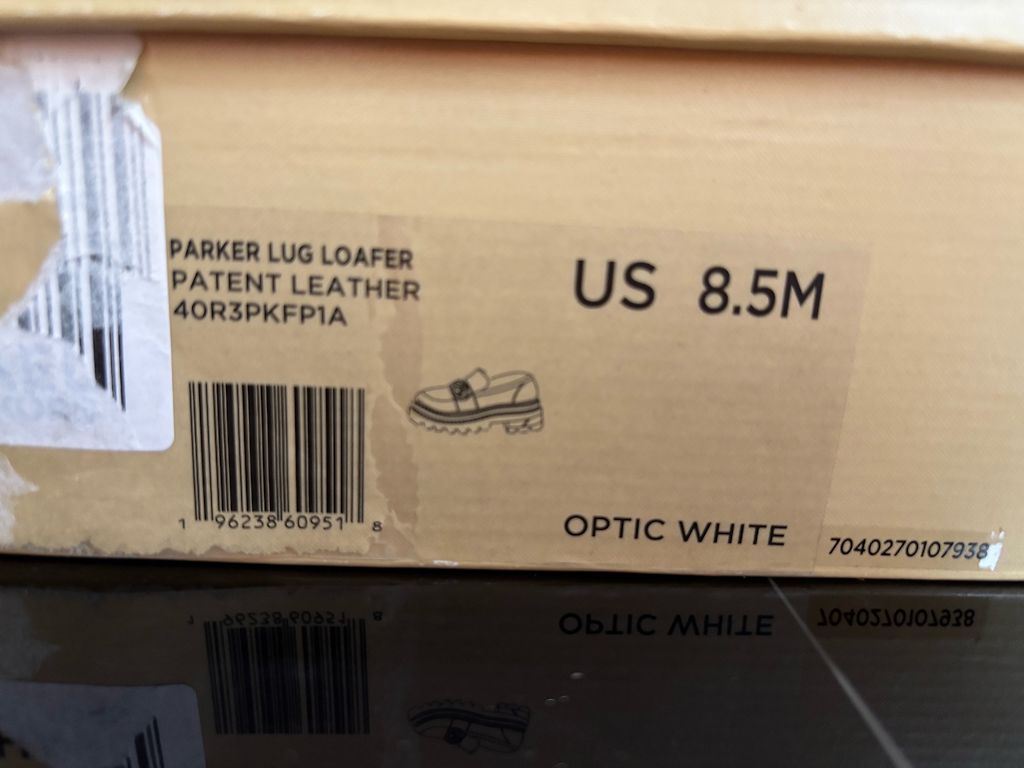 PARKER LUG LOAFER
PATENT LEATHER
40R3PKFP1A
US 8.5M
1 96238 60951 8
OPTIC WHITE
7040270107938